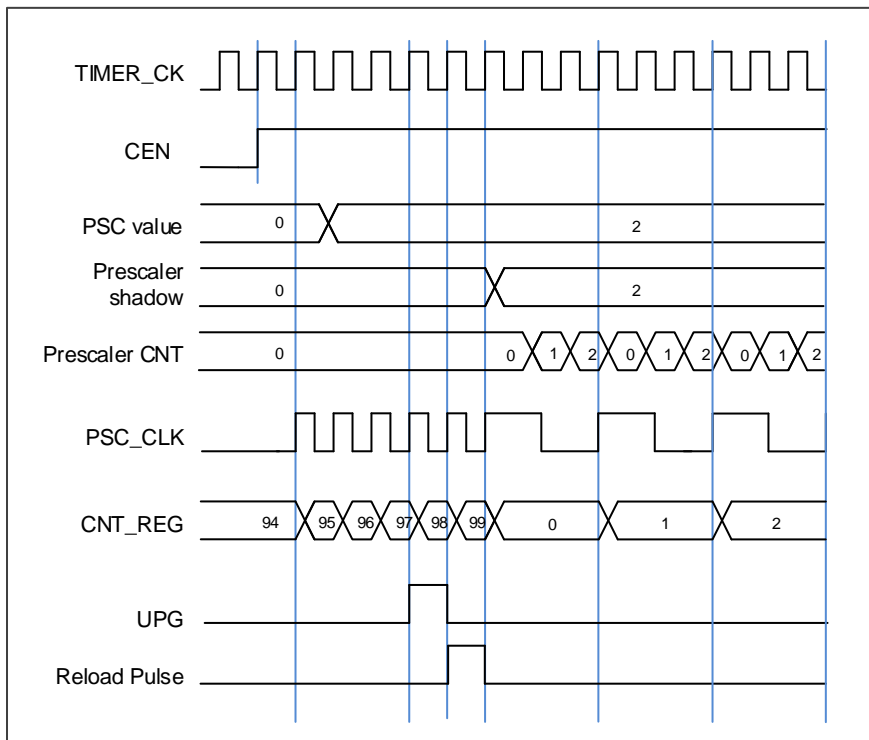 TIMER_CK
CEN
PSC value 0 2
Prescaler
shadow 0 2
Prescaler CNT 0 0 1 2 0 1 2 0 1 2
PSC_CLK
CNT_REG 94 95 96 97 98 99 0 1 2
UPG
Reload Pulse